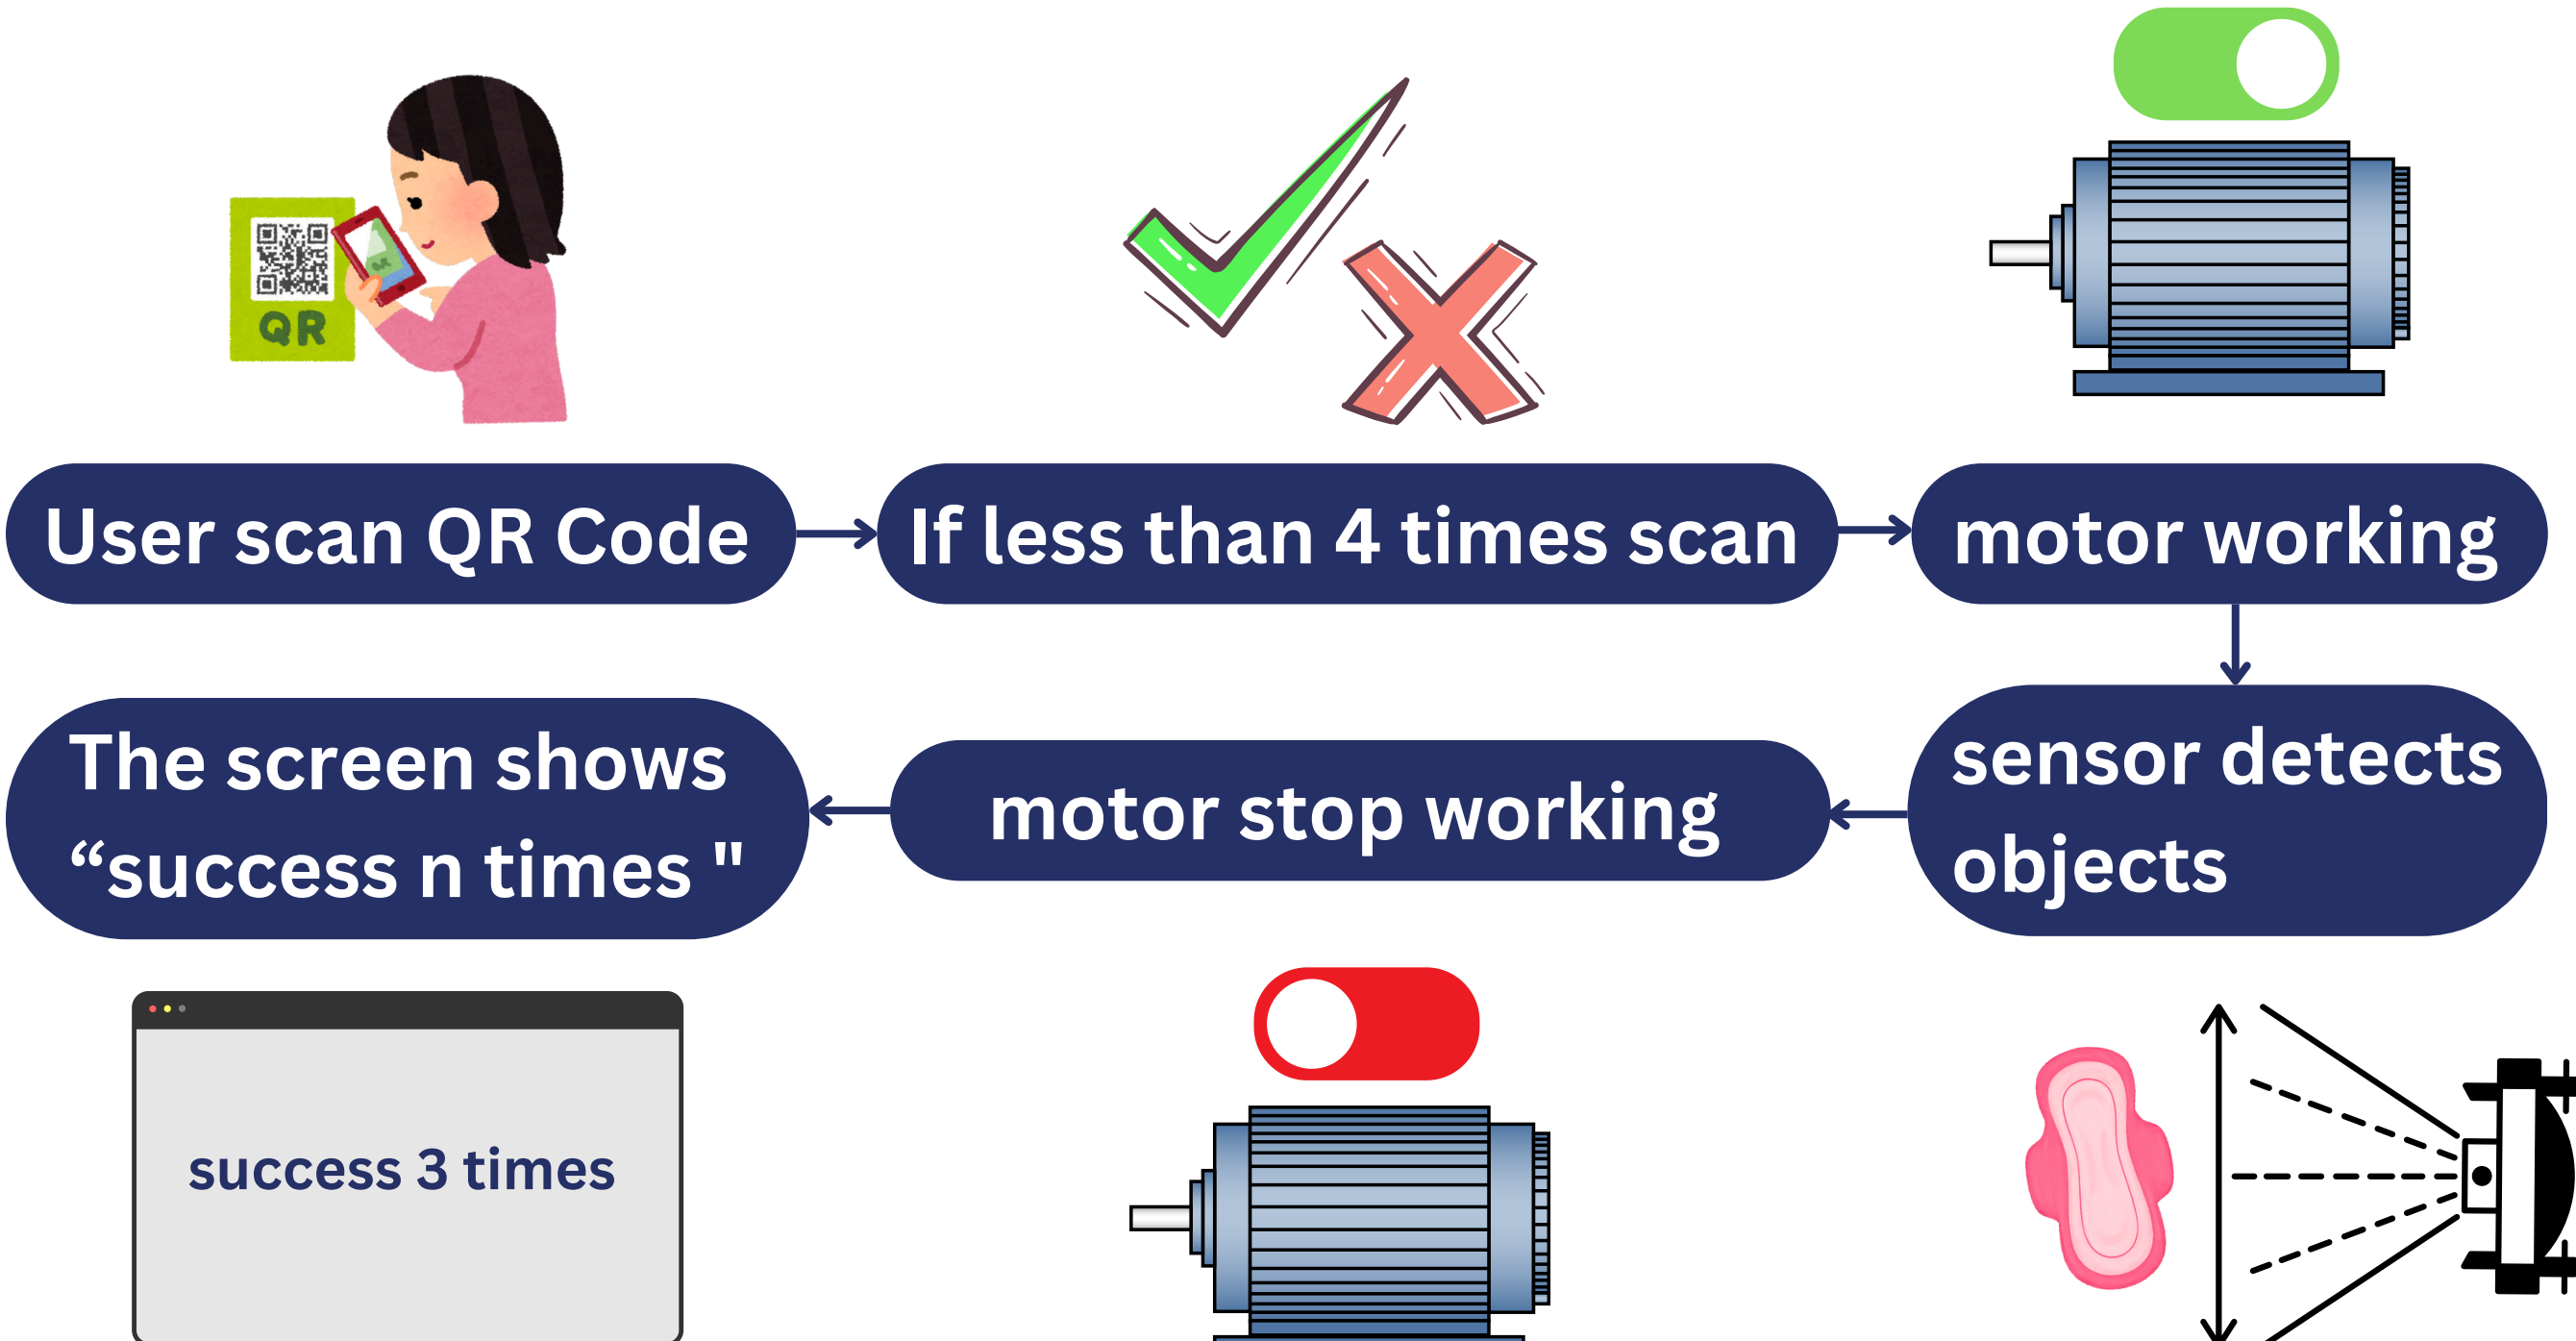 QR
QR
User scan QR Code
If less than 4 times scan
motor working
sensor detects
objects
motor stop working
The screen shows
“success n times "
success 3 times